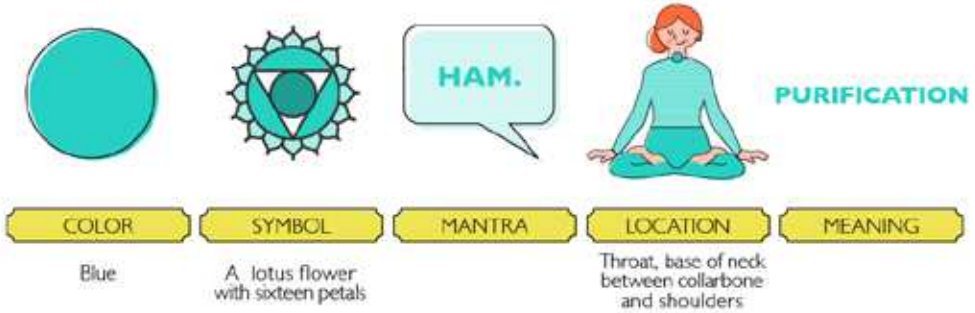 HAM.
PURIFICATION
COLOR
SYMBOL
MANTRA
LOCATION
MEANING
Blue
A lotus flower
with sixteen petals
Throat, base of neck
between collarbone
and shoulders